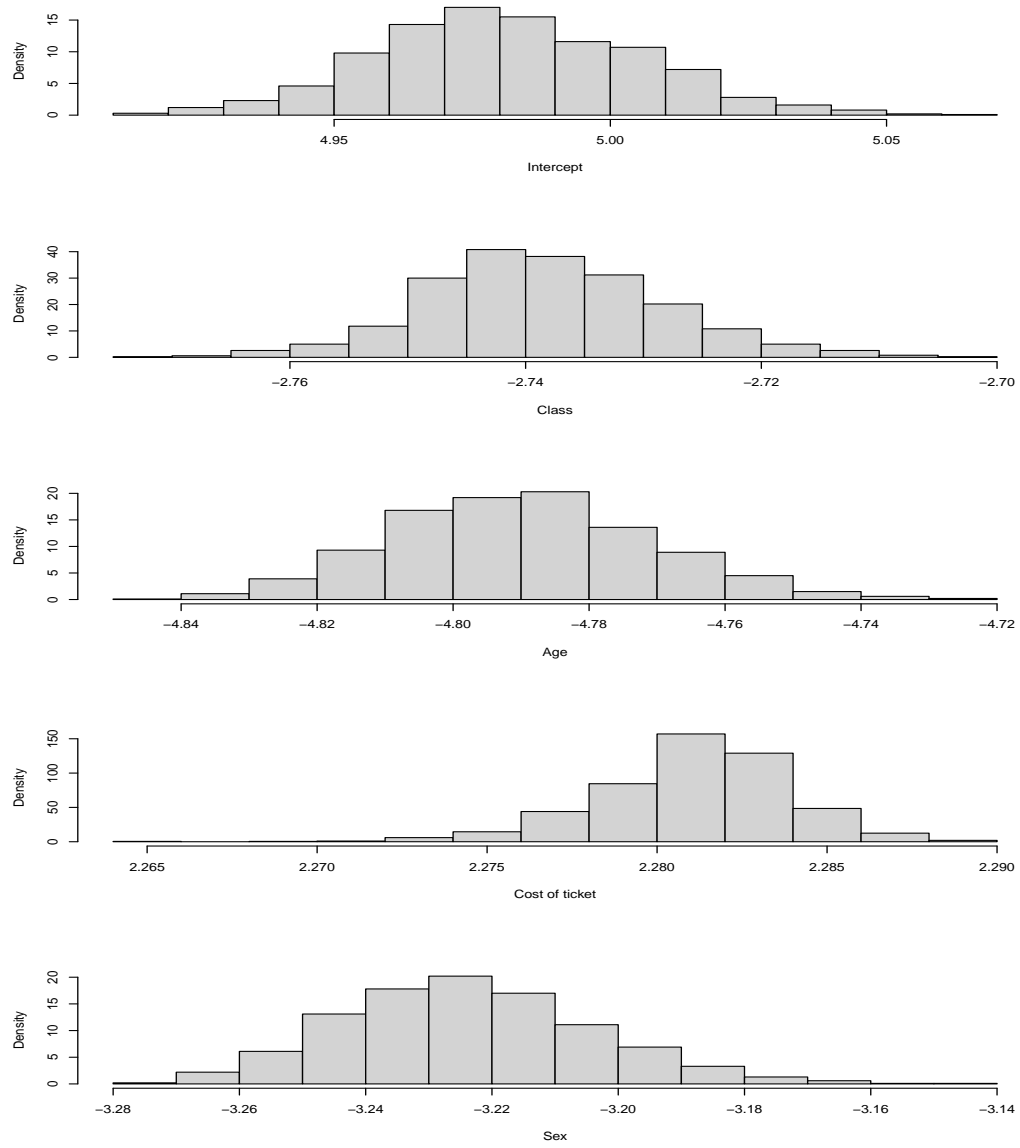 Density
15
10
5
0
4.95 5.00 5.05
Intercept
Density
40
30
20
10
0
−2.76 −2.74 −2.72 −2.70
Class
Density
20
15
10
5
0
−4.84 −4.82 −4.80 −4.78 −4.76 −4.74 −4.72
Age
Density
150
100
50
0
2.265 2.270 2.275 2.280 2.285 2.290
Cost of ticket
Density
20
15
10
5
0
−3.28 −3.26 −3.24 −3.22 −3.20 −3.18 −3.16 −3.14
Sex